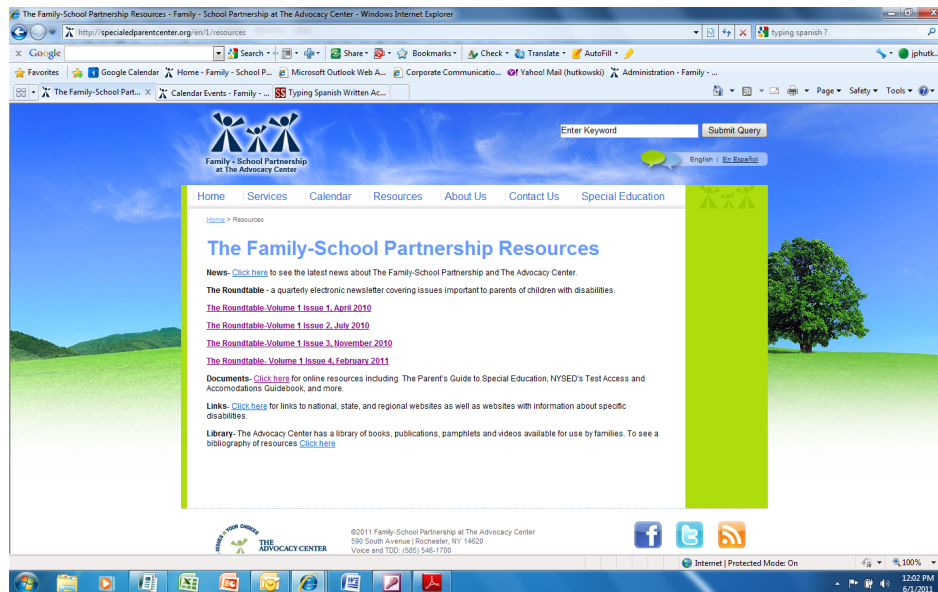 The Family-School Partnership Resources - Family - School Partnership at The Advocacy Center - Windows Internet Explorer
http://specialedparentcenter.org/en/1/resources
typing spanish ?
x Google
Search
Share
Bookmarks
Check
Translate
AutoFill
jphutk...
Favorites
Google Calendar
Home - Family - School P...
Microsoft Outlook Web A...
Corporate Communicatio...
Yahoo! Mail (hutkowski)
Administration - Family - ...
The Family-School Part...
Calendar Events - Family - ...
SS Typing Spanish Written Ac...
Page
Safety
Tools
Family - School Partnership
at The Advocacy Center
Enter Keyword
Submit Query
English | En Español
Home
Services
Calendar
Resources
About Us
Contact Us
Special Education
Home > Resources
The Family-School Partnership Resources
News- Click here to see the latest news about The Family-School Partnership and The Advocacy Center.
The Roundtable - a quarterly electronic newsletter covering issues important to parents of children with disabilities.
The Roundtable-Volume 1 Issue 1, April 2010
The Roundtable-Volume 1 Issue 2, July 2010
The Roundtable-Volume 1 Issue 3, November 2010
The Roundtable- Volume 1 Issue 4, February 2011
Documents- Click here for online resources including The Parent's Guide to Special Education, NYSED's Test Access and
Accomodations Guidebook, and more.
Links- Click here for links to national, state, and regional websites as well as websites with information about specific
disabilities.
Library- The Advocacy Center has a library of books, publications, pamphlets and videos available for use by families. To see a
bibliography of resources Click here
YOUR CHOICES
THE
ADVOCACY CENTER
©2011 Family-School Partnership at The Advocacy Center
590 South Avenue | Rochester, NY 14620
Voice and TDD: (585) 546-1700
Internet | Protected Mode: On
100%
12:02 PM
6/1/2011